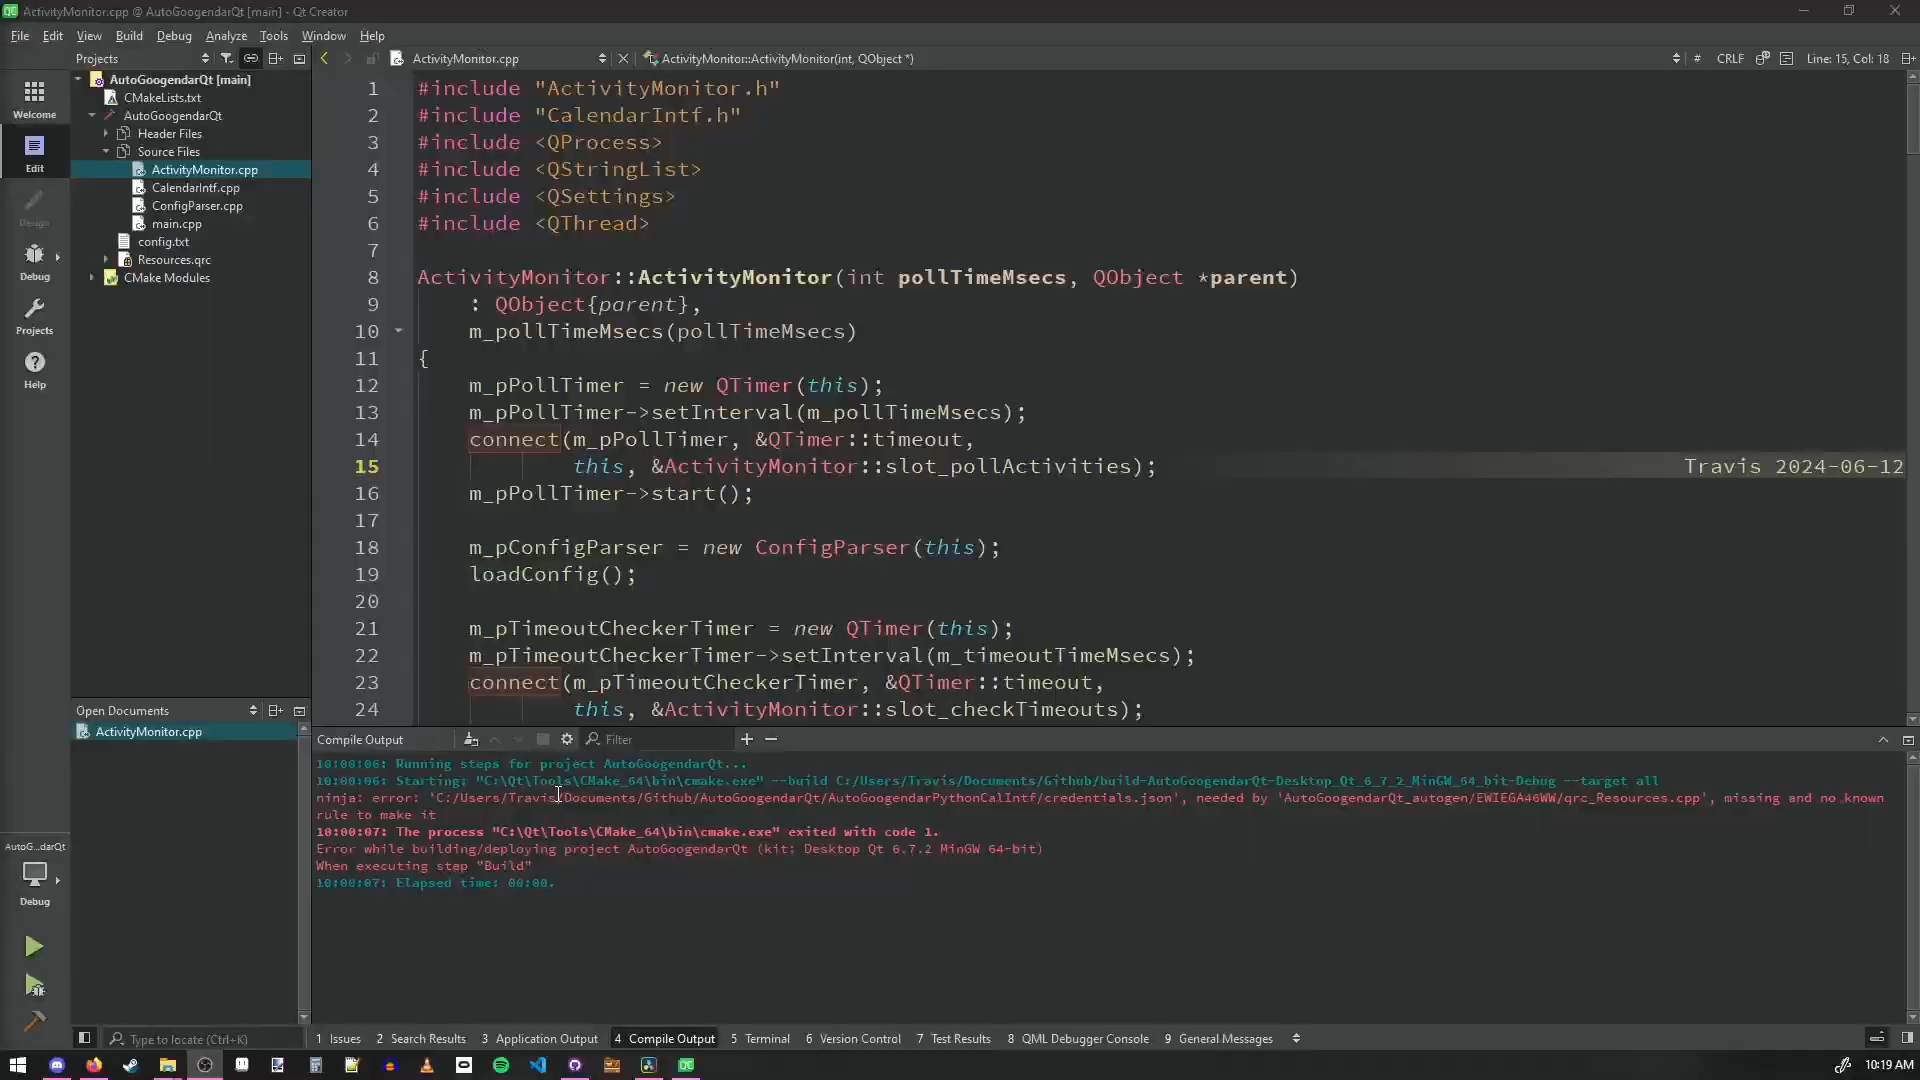 ActivityMonitor.cpp @ AutoGoogendarQt [main] - Qt Creator
File Edit View Build Debug Analyze Tools Window Help
Projects
ActivityMonitor.cpp
ActivityMonitor::ActivityMonitor(int, QObject *)
# CRLF Line: 15, Col: 18
Welcome
Edit
Design
Debug
Projects
Help
AutoGoogendarQt [main]
CMakeLists.txt
AutoGoogendarQt
Header Files
Source Files
ActivityMonitor.cpp
CalendarIntf.cpp
ConfigParser.cpp
main.cpp
config.txt
Resources.qrc
CMake Modules
1 #include "ActivityMonitor.h"
2 #include "CalendarIntf.h"
3 #include <QProcess>
4 #include <QStringList>
5 #include <QSettings>
6 #include <QThread>
7
8 ActivityMonitor::ActivityMonitor(int pollTimeMsecs, QObject *parent)
9 : QObject{parent},
10 m_pollTimeMsecs(pollTimeMsecs)
11 {
12 m_pPollTimer = new QTimer(this);
13 m_pPollTimer->setInterval(m_pollTimeMsecs);
14 connect(m_pPollTimer, &QTimer::timeout,
15 this, &ActivityMonitor::slot_pollActivities); Travis 2024-06-12
16 m_pPollTimer->start();
17
18 m_pConfigParser = new ConfigParser(this);
19 loadConfig();
20
21 m_pTimeoutCheckerTimer = new QTimer(this);
22 m_pTimeoutCheckerTimer->setInterval(m_timeoutTimeMsecs);
23 connect(m_pTimeoutCheckerTimer, &QTimer::timeout,
24 this, &ActivityMonitor::slot_checkTimeouts);
Open Documents
ActivityMonitor.cpp
Compile Output Filter
10:00:06: Running steps for project AutoGoogendarQt...
10:00:06: Starting: "C:\Qt\Tools\CMake_64\bin\cmake.exe" --build C:/Users/Travis/Documents/Github/build-AutoGoogendarQt-Desktop_Qt_6_7_2_MinGW_64_bit-Debug --target all
ninja: error: 'C:/Users/Travis/Documents/Github/AutoGoogendarQt/AutoGoogendarPythonCalIntf/credentials.json', needed by 'AutoGoogendarQt_autogen/EWIEGA46WW/qrc_Resources.cpp', missing and no known
rule to make it
10:00:07: The process "C:\Qt\Tools\CMake_64\bin\cmake.exe" exited with code 1.
Error while building/deploying project AutoGoogendarQt (kit: Desktop Qt 6.7.2 MinGW 64-bit)
When executing step "Build"
10:00:07: Elapsed time: 00:00.
AutoG...darQt
Debug
Type to locate (Ctrl+K)
1 Issues 2 Search Results 3 Application Output 4 Compile Output 5 Terminal 6 Version Control 7 Test Results 8 QML Debugger Console 9 General Messages
10:19 AM